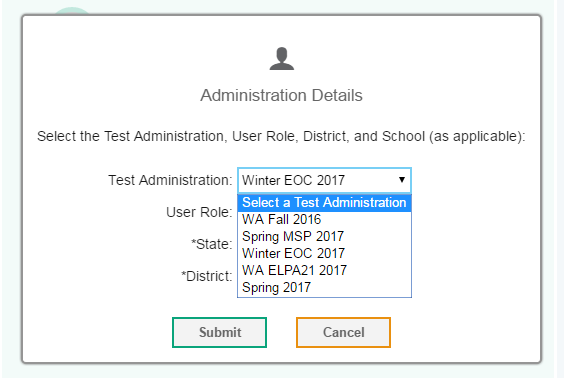 Administration Details
Select the Test Administration, User Role, District, and School (as applicable):
Test Administration: Winter EOC 2017
Select a Test Administration
User Role: WA Fall 2016
Spring MSP 2017
*State: Winter EOC 2017
*District: WA ELPA21 2017
Spring 2017
Submit Cancel